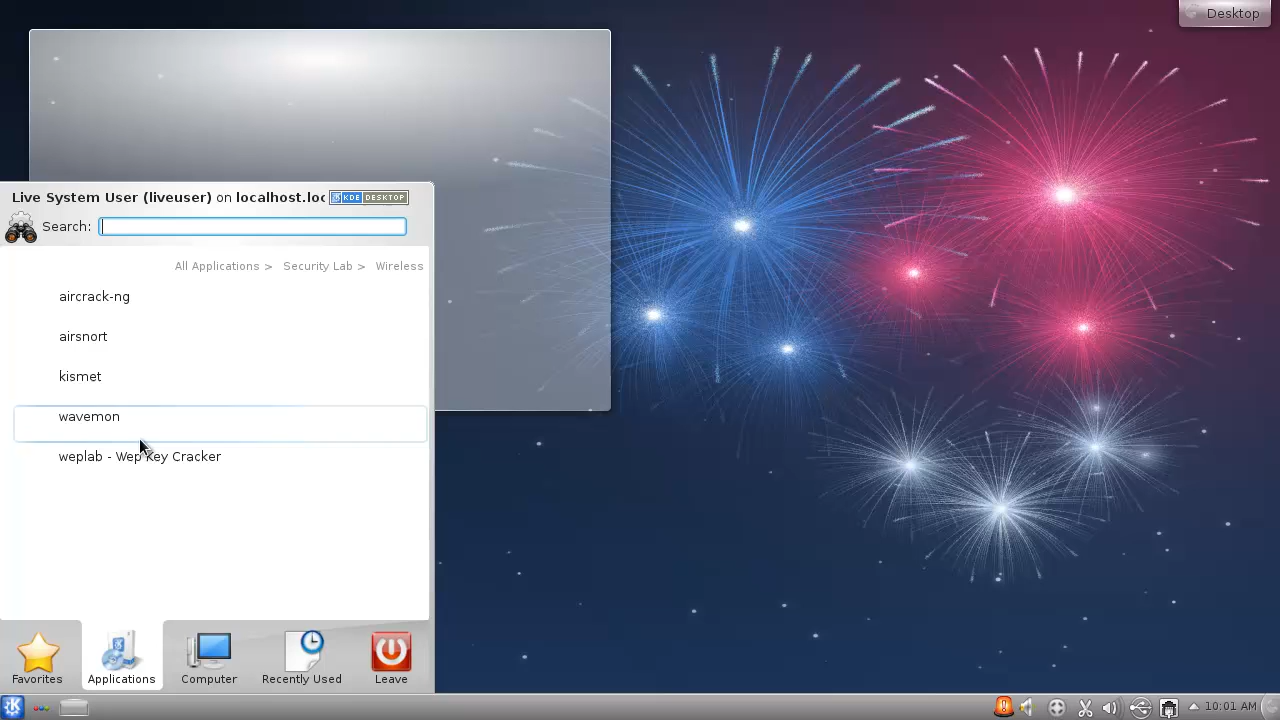 Desktop
Live System User (liveuser) on localhost.loc KDE DESKTOP
Search:
All Applications > Security Lab > Wireless
aircrack-ng
airsnort
kismet
wavemon
weplab - Wep Key Cracker
Favorites Applications Computer Recently Used Leave
10:01 AM